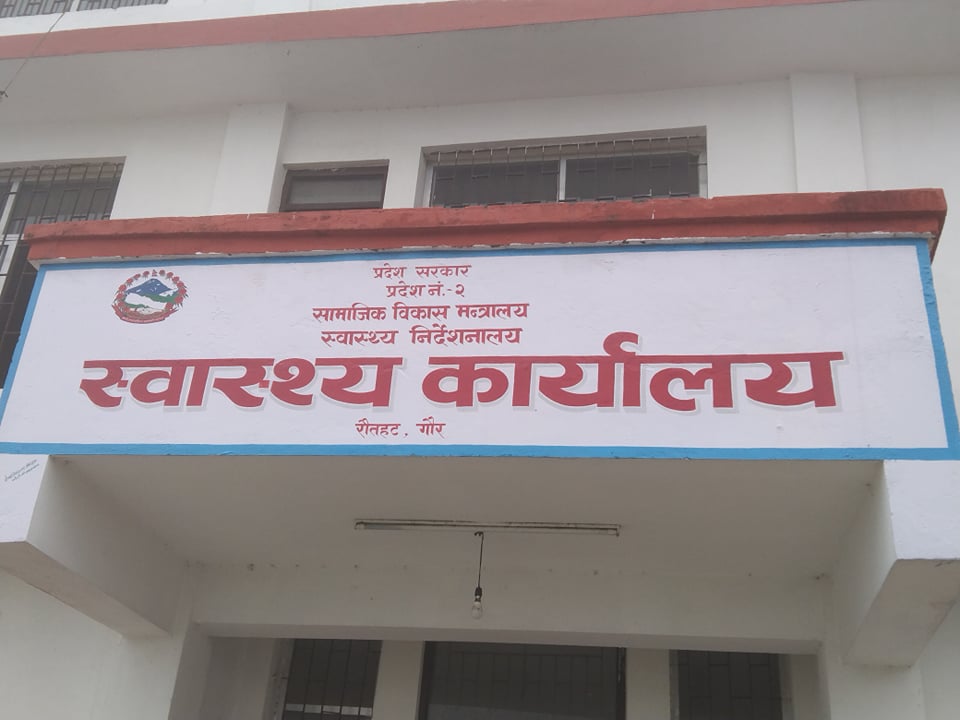 प्रदेश सरकार
प्रदेश नं.-२
सामाजिक विकास मन्त्रालय
स्वास्थ्य निर्देशनालय
स्वास्थ्य कार्यालय
रौतहट, गौर